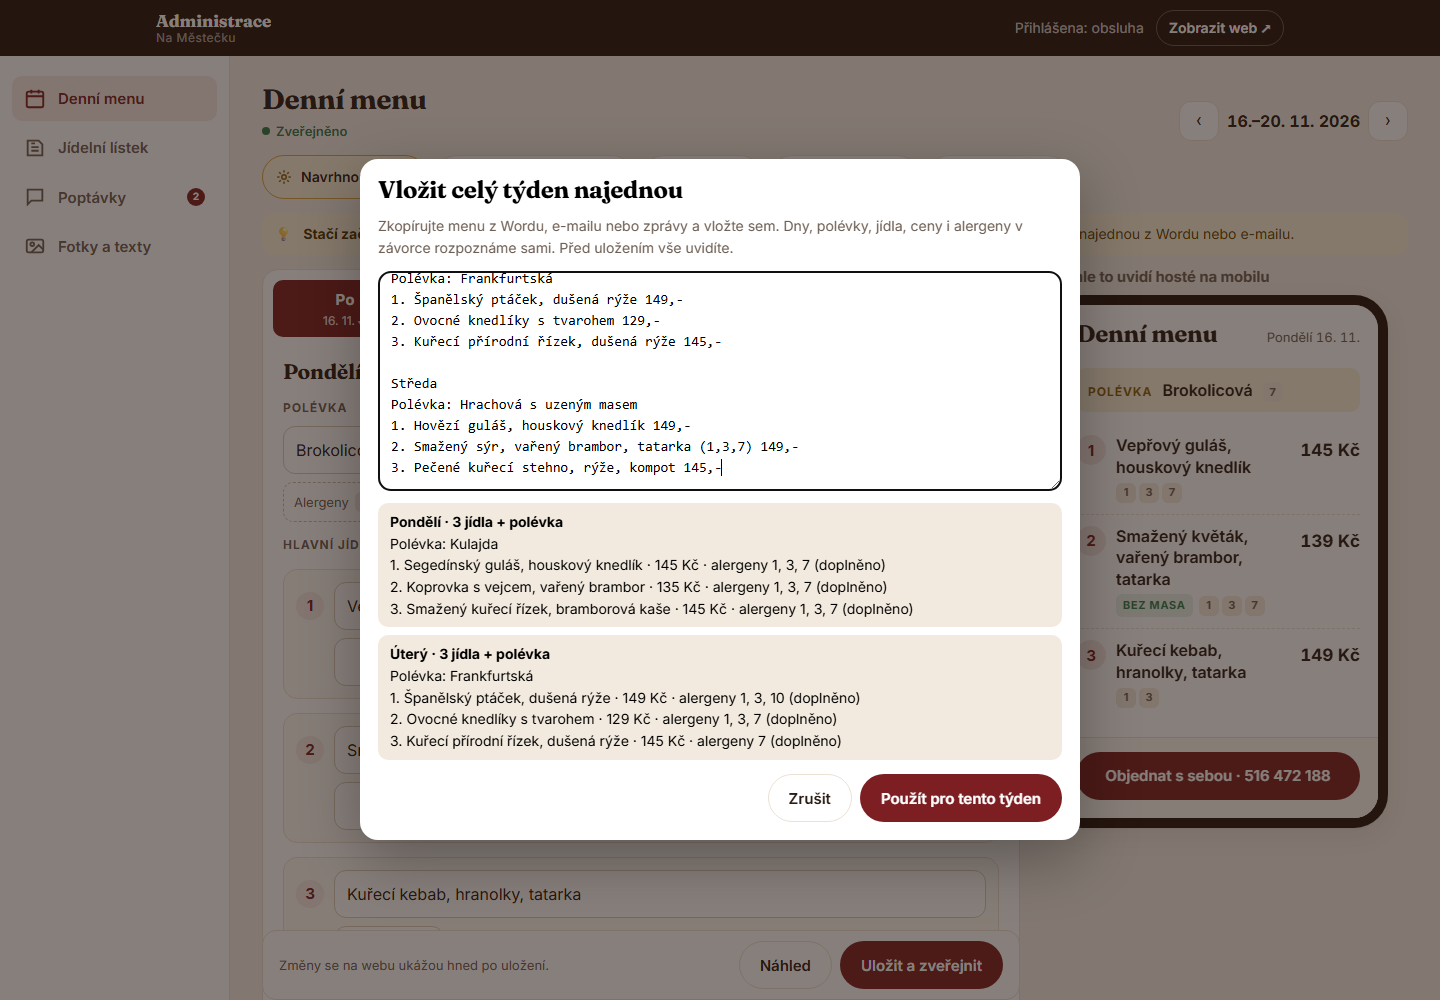 Administrace
Na Městečku
Přihlášena: obsluha
Zobrazit web ↗
Denní menu
Jídelní lístek
Poptávky
2
Fotky a texty
Denní menu
Zveřejněno
‹
16.–20. 11. 2026
›
najednou z Wordu nebo e-mailu.
Po
16. 11.
Pondělí
POLÉVKA
Alergeny
1
2
3
Kuřecí kebab, hranolky, tatarka
Změny se na webu ukážou hned po uložení.
Náhled
Uložit a zveřejnit
Vložit celý týden najednou
Zkopírujte menu z Wordu, e-mailu nebo zprávy a vložte sem. Dny, polévky, jídla, ceny i alergeny v
závorce rozpoznáme sami. Před uložením vše uvidíte.
Polévka: Frankfurtská
1. Španělský ptáček, dušená rýže 149,-
2. Ovocné knedlíky s tvarohem 129,-
3. Kuřecí přírodní řízek, dušená rýže 145,-
Středa
Polévka: Hrachová s uzeným masem
1. Hovězí guláš, houskový knedlík 149,-
2. Smažený sýr, vařený brambor, tatarka (1,3,7) 149,-
3. Pečené kuřecí stehno, rýže, kompot 145,-
Pondělí · 3 jídla + polévka
Polévka: Kulajda
1. Segedínský guláš, houskový knedlík · 145 Kč · alergeny 1, 3, 7 (doplněno)
2. Koprovka s vejcem, vařený brambor · 135 Kč · alergeny 1, 3, 7 (doplněno)
3. Smažený kuřecí řízek, bramborová kaše · 145 Kč · alergeny 1, 3, 7 (doplněno)
Úterý · 3 jídla + polévka
Polévka: Frankfurtská
1. Španělský ptáček, dušená rýže · 149 Kč · alergeny 1, 3, 10 (doplněno)
2. Ovocné knedlíky s tvarohem · 129 Kč · alergeny 1, 3, 7 (doplněno)
3. Kuřecí přírodní řízek, dušená rýže · 145 Kč · alergeny 7 (doplněno)
Zrušit
Použít pro tento týden
to uvidí hosté na mobilu
Denní menu
Pondělí 16. 11.
POLÉVKA Brokolicová 7
1
Vepřový guláš,
houskový knedlík
145 Kč
1 3 7
2
Smažený květák,
vařený brambor,
tatarka
139 Kč
BEZ MASA 1 3 7
3
Kuřecí kebab,
hranolky, tatarka
149 Kč
1 3
Objednat s sebou · 516 472 188